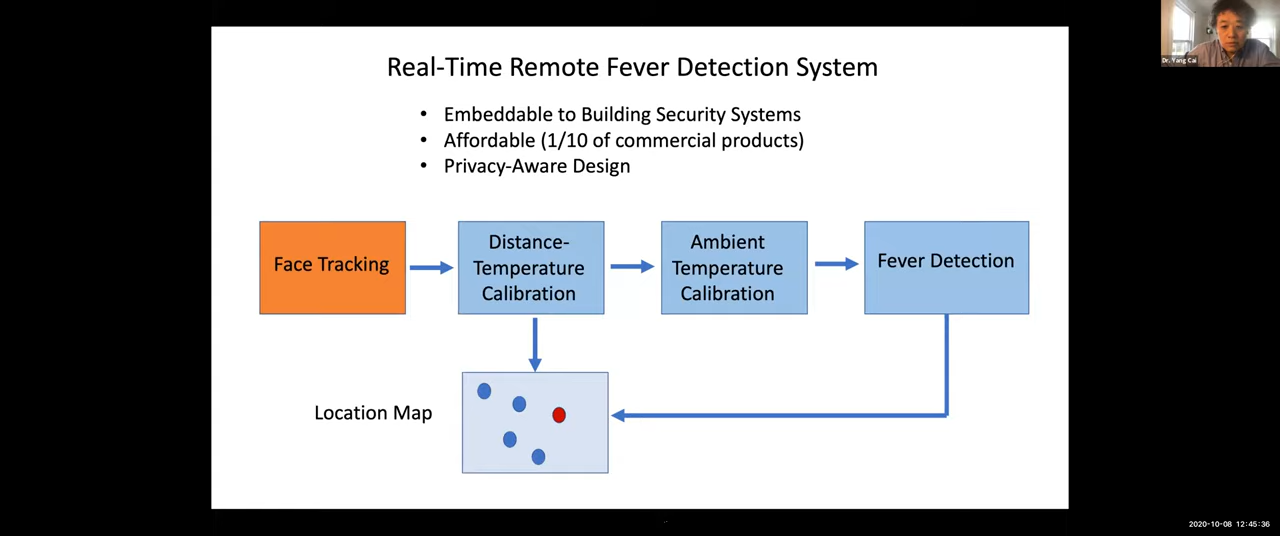 Real-Time Remote Fever Detection System
• Embeddable to Building Security Systems
• Affordable (1/10 of commercial products)
• Privacy-Aware Design
Face Tracking
Distance-
Temperature
Calibration
Ambient
Temperature
Calibration
Fever Detection
Location Map
Dr. Yang Cai
2020-10-08 12:45:36